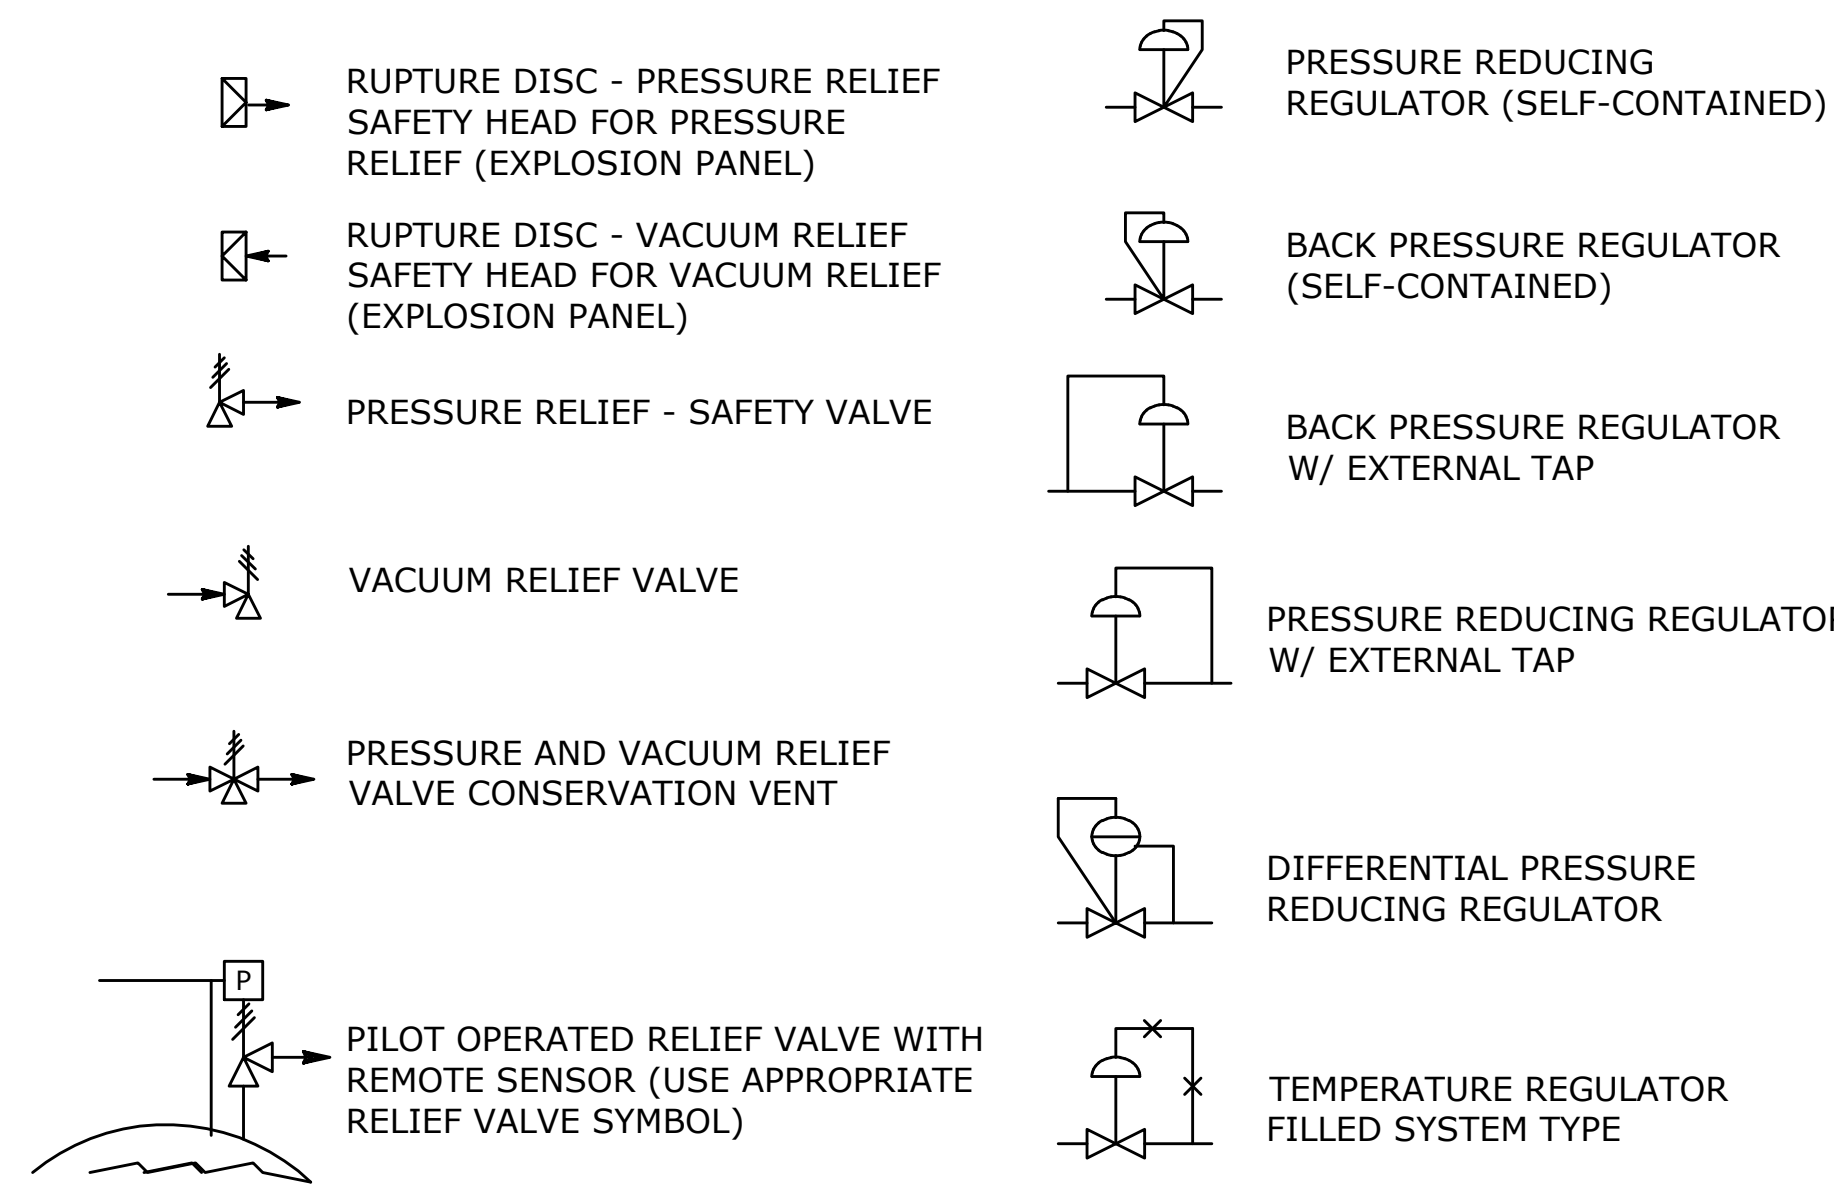 RUPTURE DISC - PRESSURE RELIEF
SAFETY HEAD FOR PRESSURE
RELIEF (EXPLOSION PANEL)
RUPTURE DISC - VACUUM RELIEF
SAFETY HEAD FOR VACUUM RELIEF
(EXPLOSION PANEL)
PRESSURE RELIEF - SAFETY VALVE
VACUUM RELIEF VALVE
PRESSURE AND VACUUM RELIEF
VALVE CONSERVATION VENT
P
PILOT OPERATED RELIEF VALVE WITH
REMOTE SENSOR (USE APPROPRIATE
RELIEF VALVE SYMBOL)
PRESSURE REDUCING
REGULATOR (SELF-CONTAINED)
BACK PRESSURE REGULATOR
(SELF-CONTAINED)
BACK PRESSURE REGULATOR
W/ EXTERNAL TAP
PRESSURE REDUCING REGULATOR
W/ EXTERNAL TAP
DIFFERENTIAL PRESSURE
REDUCING REGULATOR
TEMPERATURE REGULATOR
FILLED SYSTEM TYPE